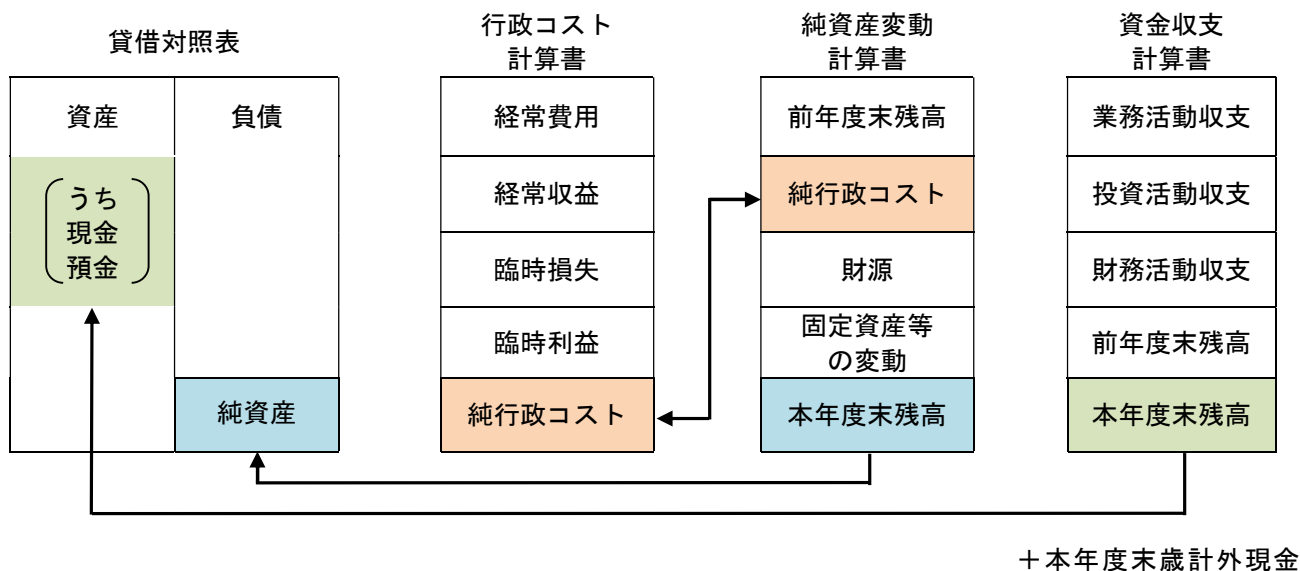 貸借対照表
資産
負債
うち
現金
預金
純資産
行政コスト
計算書
経常費用
経常収益
臨時損失
臨時利益
純行政コスト
純資産変動
計算書
前年度末残高
純行政コスト
財源
固定資産等
の変動
本年度末残高
資金収支
計算書
業務活動収支
投資活動収支
財務活動収支
前年度末残高
本年度末残高
＋本年度末歳計外現金